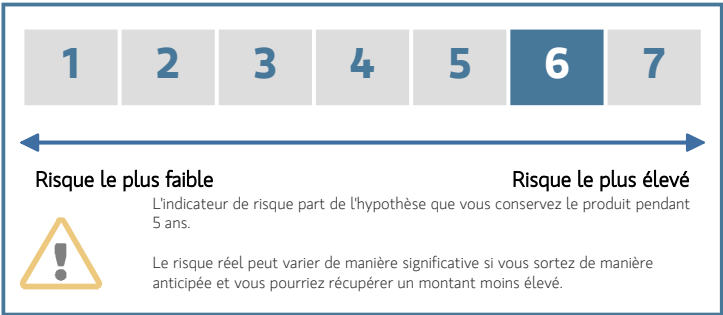 1 2 3 4 5 6 7
Risque le plus faible Risque le plus élevé
L'indicateur de risque part de l'hypothèse que vous conservez le produit pendant
5 ans.
Le risque réel peut varier de manière significative si vous sortez de manière
anticipée et vous pourriez récupérer un montant moins élevé.
!